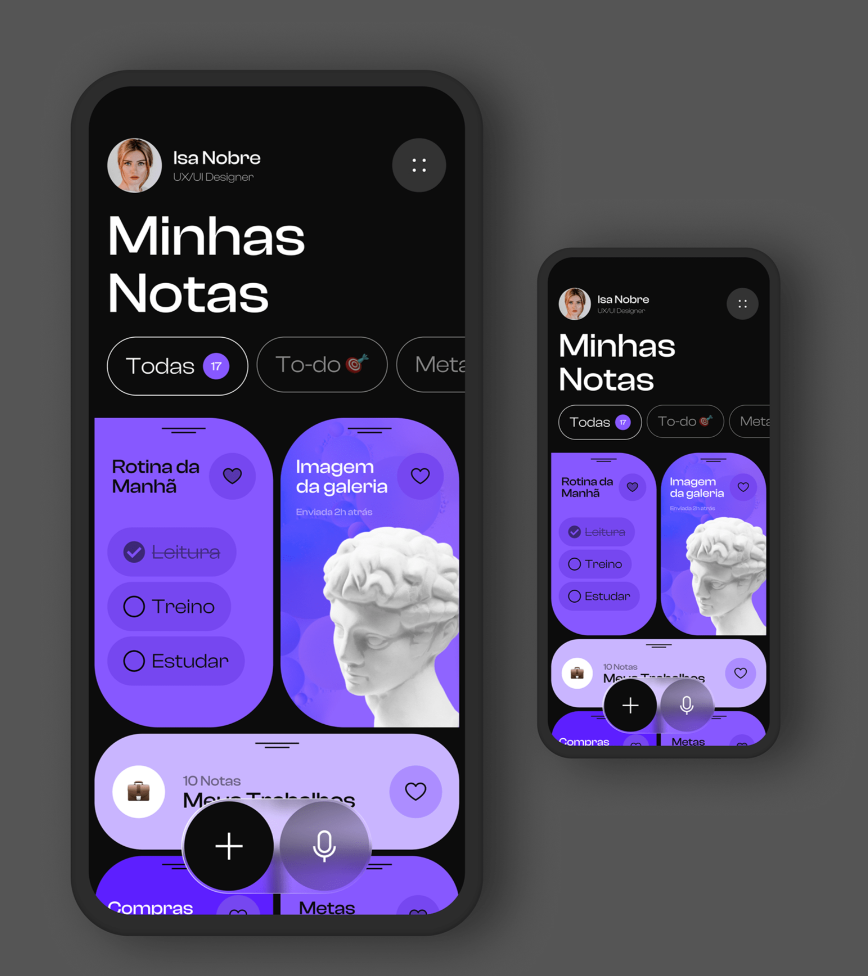 Isa Nobre
UX/UI Designer
Minhas
Notas
Todas 17
To-do
Meta
Rotina da
Manhã
Leitura
Treino
Estudar
Imagem
da galeria
Enviada 2h atrás
10 Notas
Meus Trabalhos
Compras
Metas
Isa Nobre
UX/UI Designer
Minhas
Notas
Todas 17
To-do
Meta
Rotina da
Manhã
Leitura
Treino
Estudar
Imagem
da galeria
Enviada 2h atrás
10 Notas
Meus Trabalhos
Compras
Metas